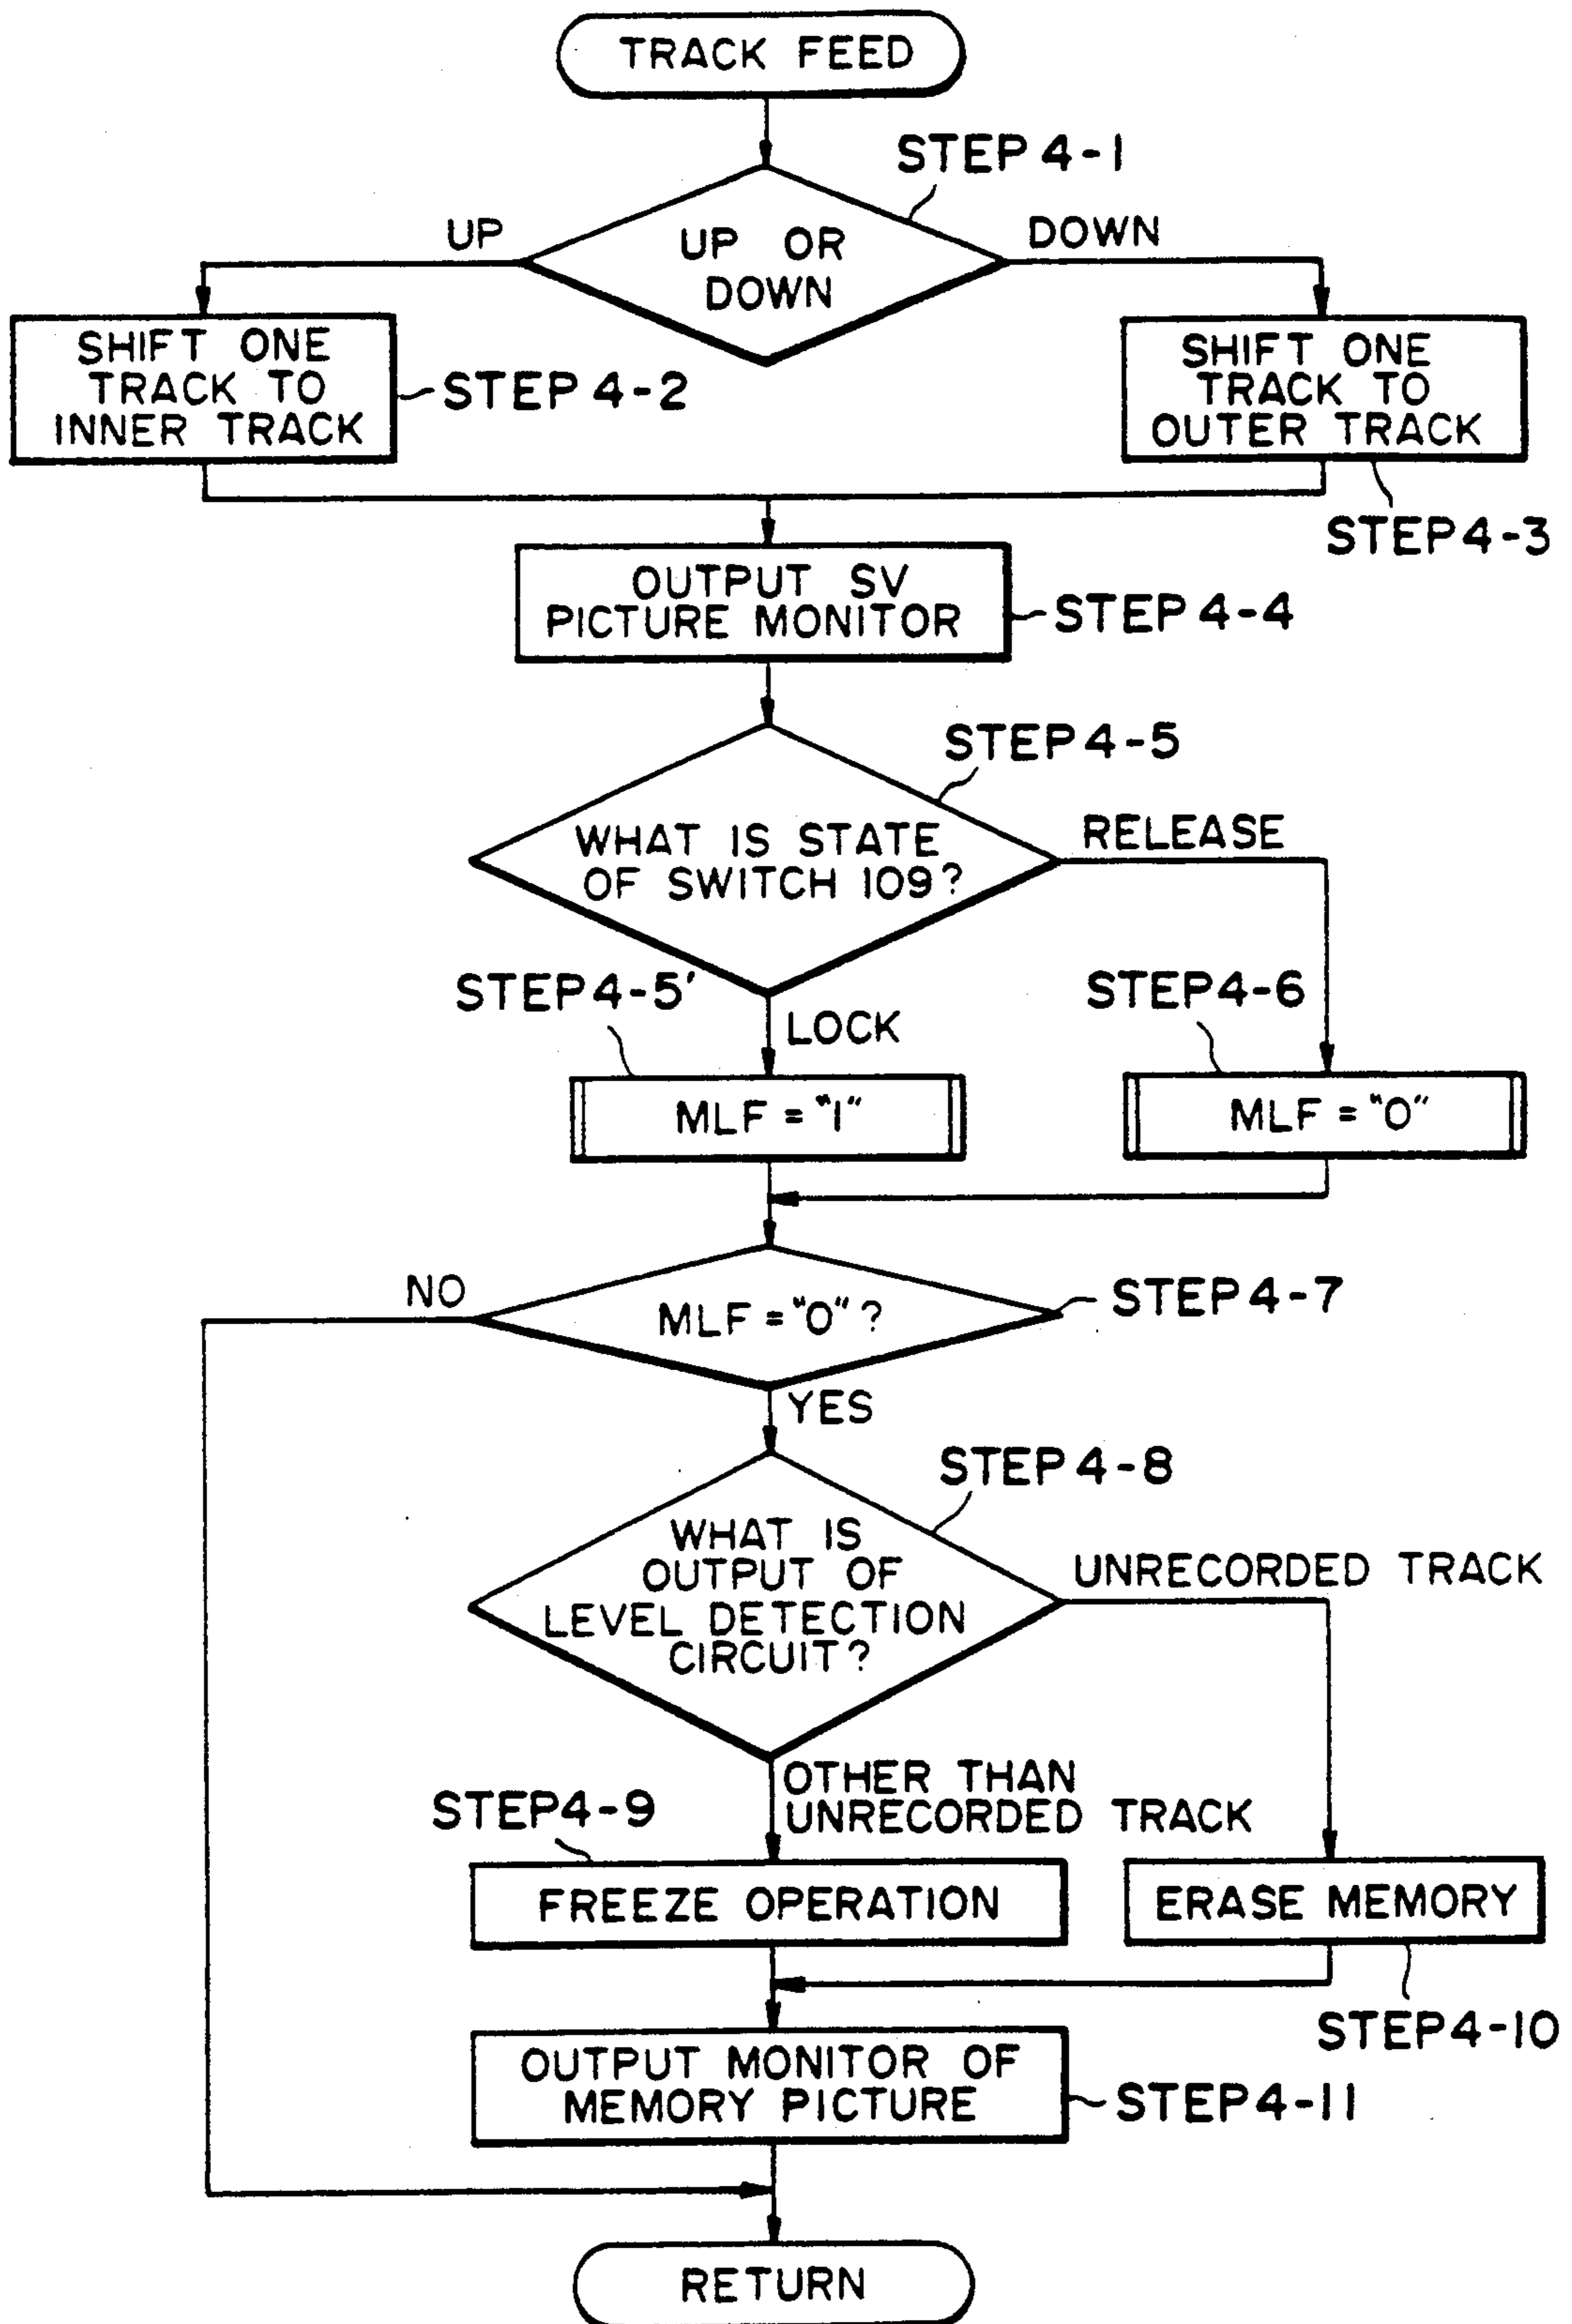 TRACK FEED
STEP 4-1
UP
UP OR
DOWN
DOWN
SHIFT ONE
TRACK TO
INNER TRACK
STEP 4-2
SHIFT ONE
TRACK TO
OUTER TRACK
STEP4-3
OUTPUT SV
PICTURE MONITOR
STEP 4-4
STEP4-5
WHAT IS STATE
OF SWITCH 109?
RELEASE
STEP4-5'
LOCK
STEP4-6
MLF = "1"
MLF = "0"
NO
MLF = "0" ?
STEP4-7
YES
STEP4-8
WHAT IS
OUTPUT OF
LEVEL DETECTION
CIRCUIT?
UNRECORDED TRACK
OTHER THAN
UNRECORDED TRACK
STEP4-9
FREEZE OPERATION
ERASE MEMORY
STEP4-10
OUTPUT MONITOR OF
MEMORY PICTURE
STEP4-11
RETURN